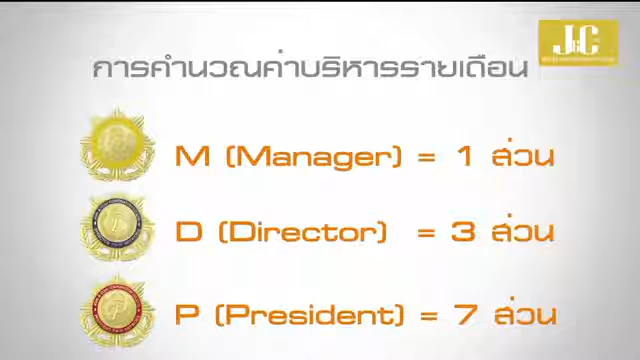 การคำนวณค่าบริหารรายเดือน
J&C
M (Manager) = 1 ส่วน
D (Director) = 3 ส่วน
P (President) = 7 ส่วน